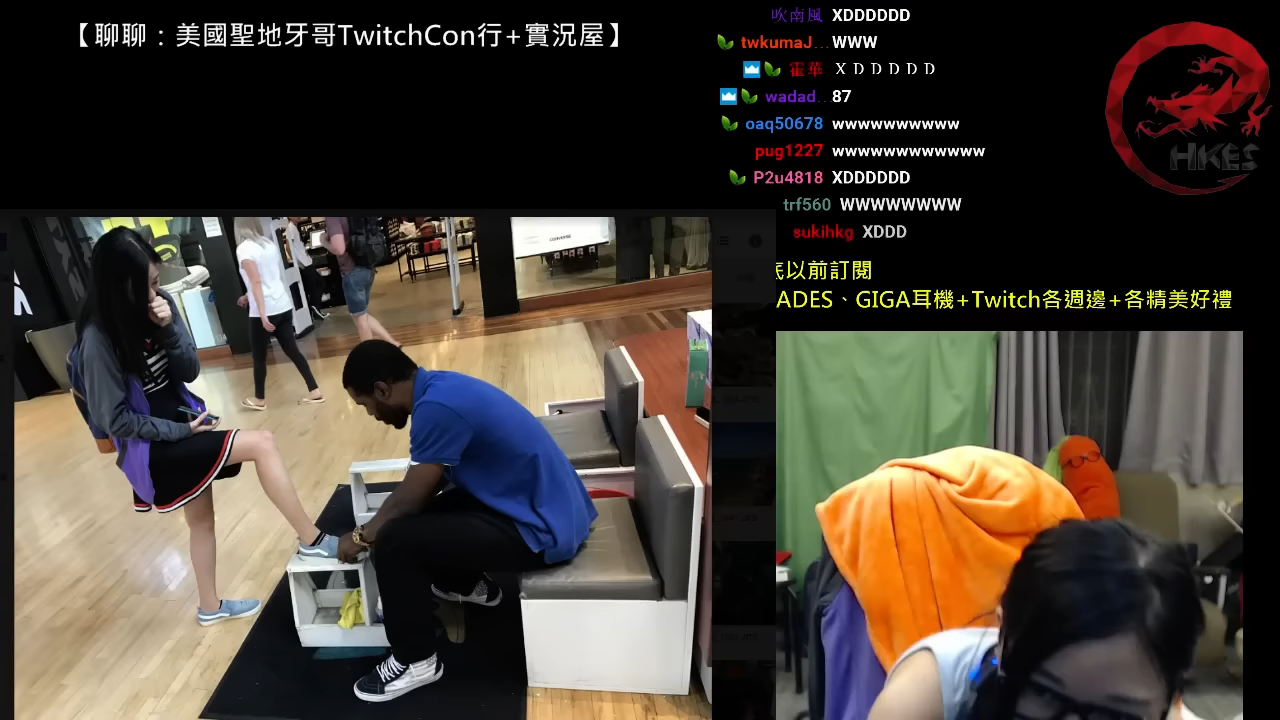 【聊聊：美國聖地牙哥TwitchCon行+實況屋】
吹南風 XDDDDDD
twkumaJ... WWW
霍華 ＸＤＤＤＤＤ
wadad... 87
oaq50678 wwwwwwwwww
pug1227 wwwwwwwwwwww
P2u4818 XDDDDDD
trf560 WWWWWWWW
sukihkg XDDD
HKES
底以前訂閱
ADES、GIGA耳機+Twitch各週邊+各精美好禮
CONVERSE